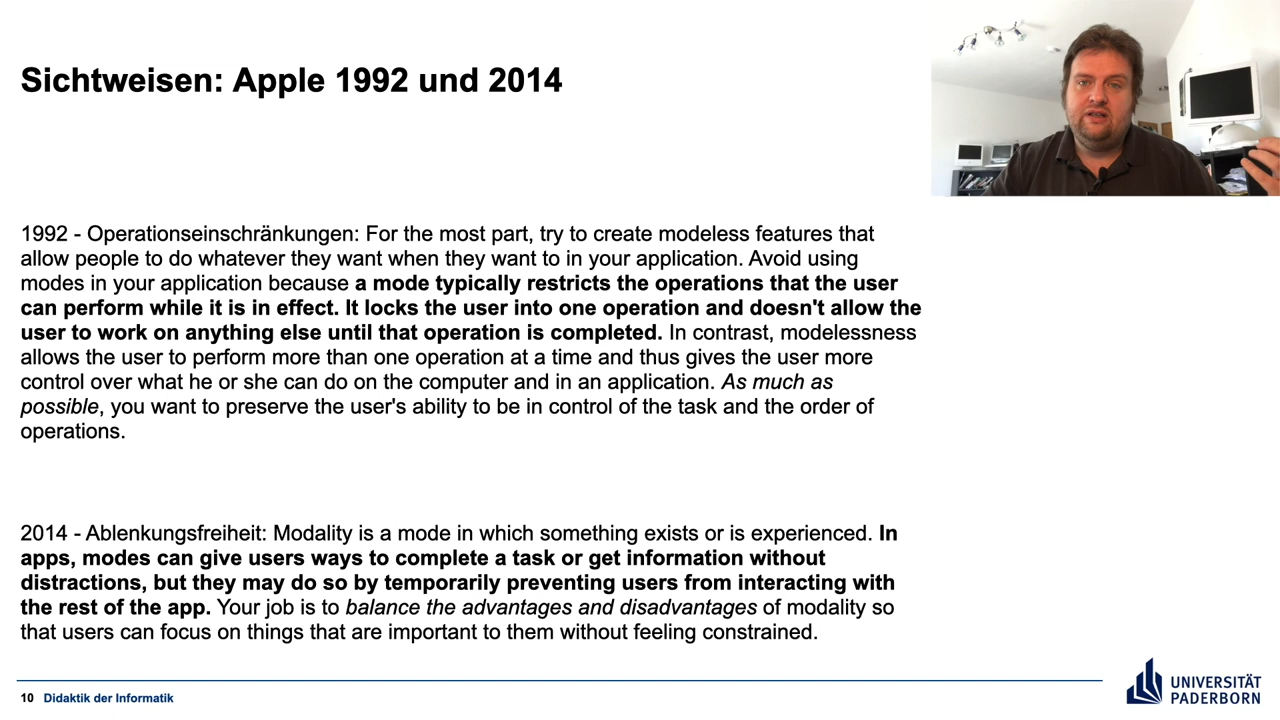 Sichtweisen: Apple 1992 und 2014
1992 - Operationseinschränkungen: For the most part, try to create modeless features that
allow people to do whatever they want when they want to in your application. Avoid using
modes in your application because a mode typically restricts the operations that the user
can perform while it is in effect. It locks the user into one operation and doesn't allow the
user to work on anything else until that operation is completed. In contrast, modelessness
allows the user to perform more than one operation at a time and thus gives the user more
control over what he or she can do on the computer and in an application. As much as
possible, you want to preserve the user's ability to be in control of the task and the order of
operations.
2014 - Ablenkungsfreiheit: Modality is a mode in which something exists or is experienced. In
apps, modes can give users ways to complete a task or get information without
distractions, but they may do so by temporarily preventing users from interacting with
the rest of the app. Your job is to balance the advantages and disadvantages of modality so
that users can focus on things that are important to them without feeling constrained.
10 Didaktik der Informatik
UNIVERSITÄT
PADERBORN